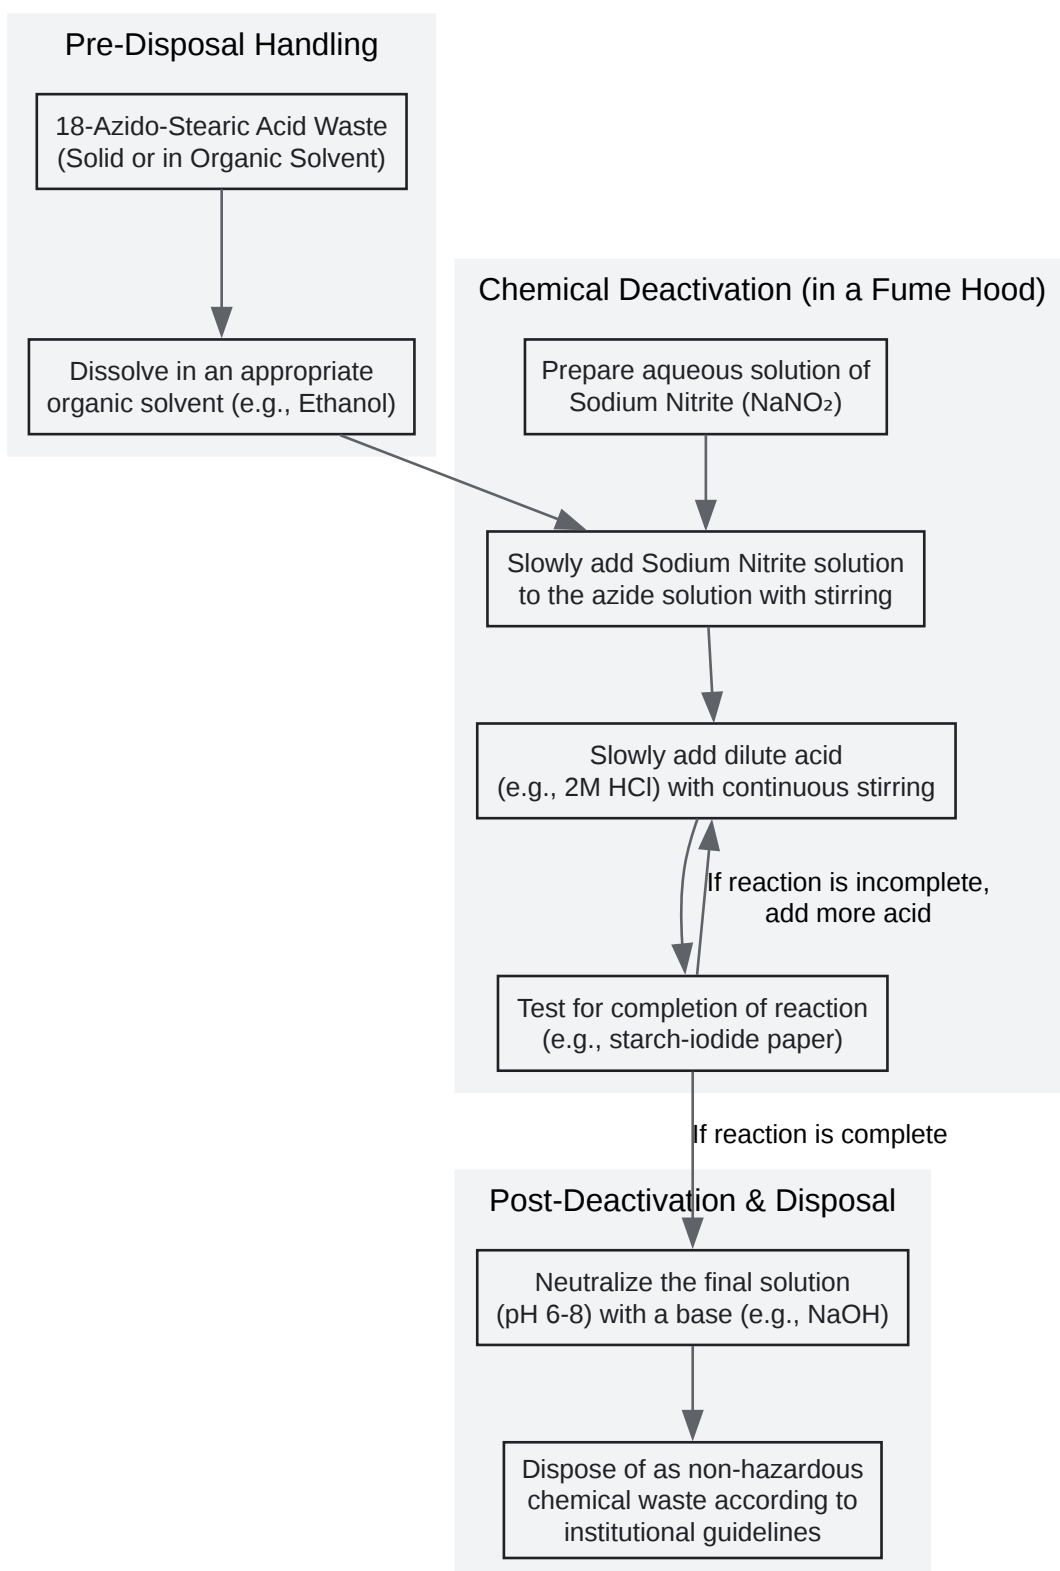 Pre-Disposal Handling
18-Azido-Stearic Acid Waste
(Solid or in Organic Solvent)
Dissolve in an appropriate
organic solvent (e.g., Ethanol)
Chemical Deactivation (in a Fume Hood)
Prepare aqueous solution of
Sodium Nitrite (NaNO₂)
Slowly add Sodium Nitrite solution
to the azide solution with stirring
Slowly add dilute acid
(e.g., 2M HCl) with continuous stirring
If reaction is incomplete,
add more acid
Test for completion of reaction
(e.g., starch-iodide paper)
If reaction is complete
Post-Deactivation & Disposal
Neutralize the final solution
(pH 6-8) with a base (e.g., NaOH)
Dispose of as non-hazardous
chemical waste according to
institutional guidelines